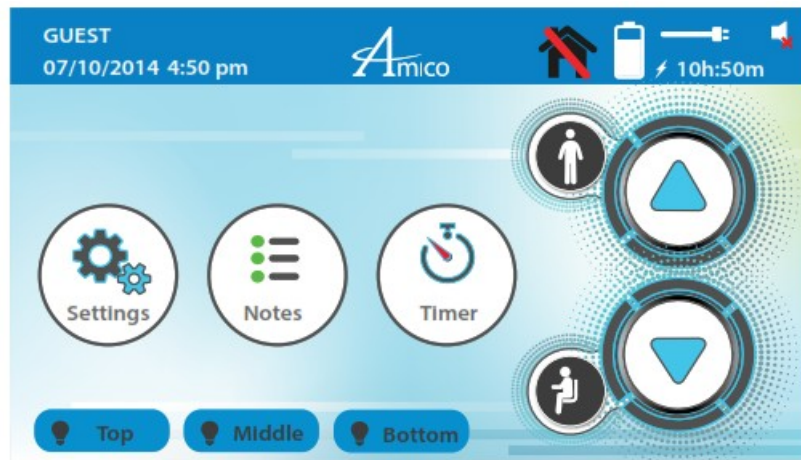 GUEST
07/10/2014 4:50 pm
Amico
10h:50m
Settings
Notes
Timer
Top
Middle
Bottom